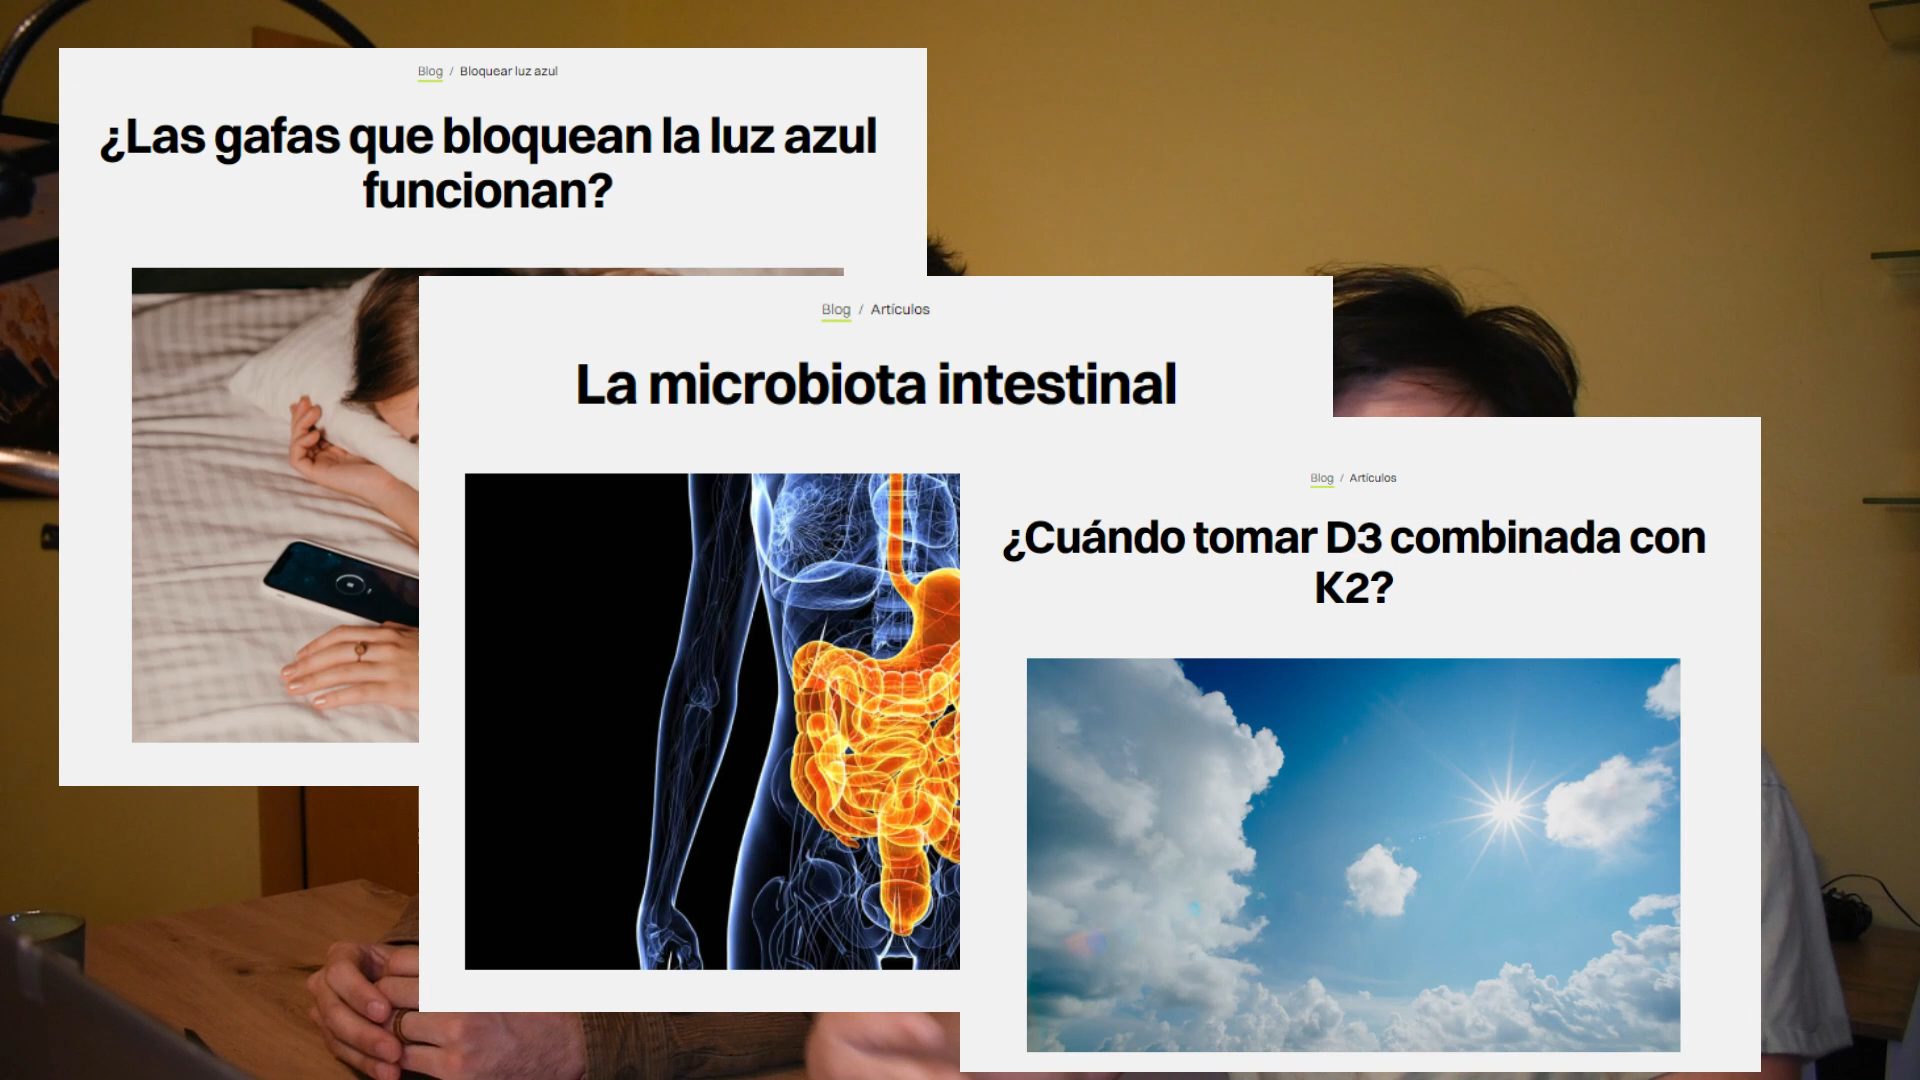 Blog / Bloquear luz azul
¿Las gafas que bloquean la luz azul
funcionan?
Blog / Artículos
La microbiota intestinal
Blog / Artículos
¿Cuándo tomar D3 combinada con
K2?